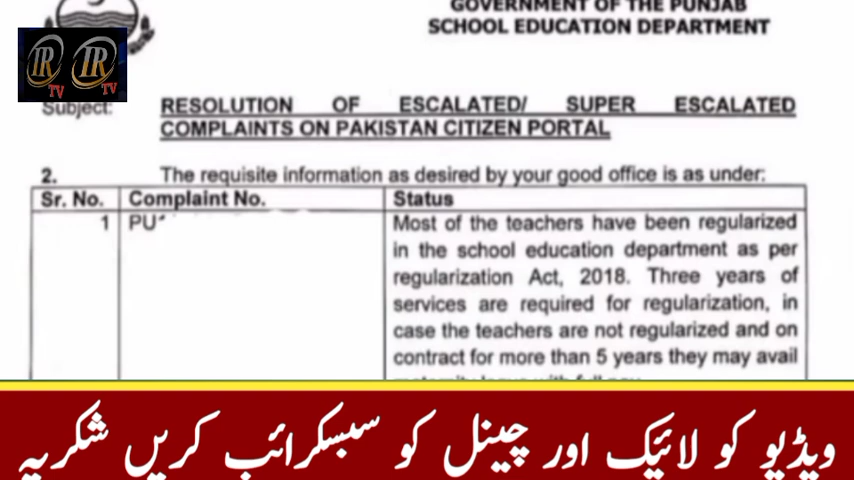 GOVERNMENT OF THE PUNJAB
SCHOOL EDUCATION DEPARTMENT
IR TV IR TV
Subject: RESOLUTION OF ESCALATED/ SUPER ESCALATED
COMPLAINTS ON PAKISTAN CITIZEN PORTAL
2. The requisite information as desired by your good office is as under:
Sr. No. Complaint No. Status
1 PU Most of the teachers have been regularized
in the school education department as per
regularization Act, 2018. Three years of
services are required for regularization, in
case the teachers are not regularized and on
contract for more than 5 years they may avail
ویڈیو کو لائیک اور چینل کو سبسکرائب کریں شکریہ